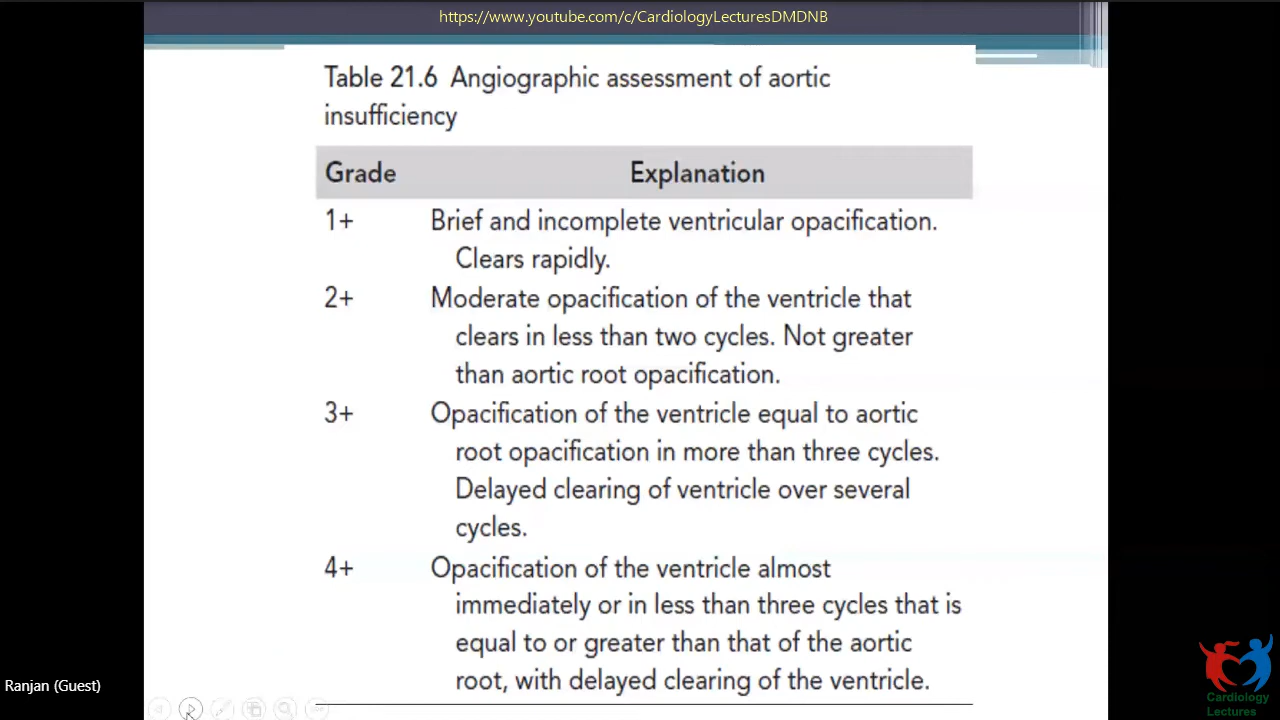 https://www.youtube.com/c/CardiologyLecturesDMDNB
Table 21.6 Angiographic assessment of aortic
insufficiency
Grade Explanation
1+ Brief and incomplete ventricular opacification.
Clears rapidly.
2+ Moderate opacification of the ventricle that
clears in less than two cycles. Not greater
than aortic root opacification.
3+ Opacification of the ventricle equal to aortic
root opacification in more than three cycles.
Delayed clearing of ventricle over several
cycles.
4+ Opacification of the ventricle almost
immediately or in less than three cycles that is
equal to or greater than that of the aortic
root, with delayed clearing of the ventricle.
Ranjan (Guest)
Cardiology
Lectures